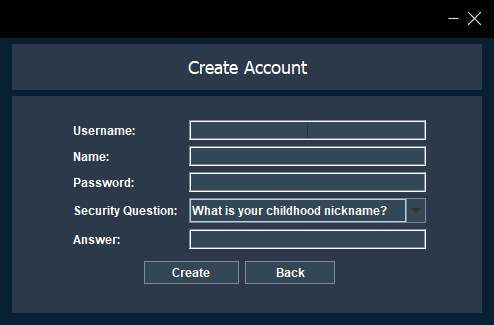 Create Account
Username:
Name:
Password:
Security Question: What is your childhood nickname?
Answer:
Create Back